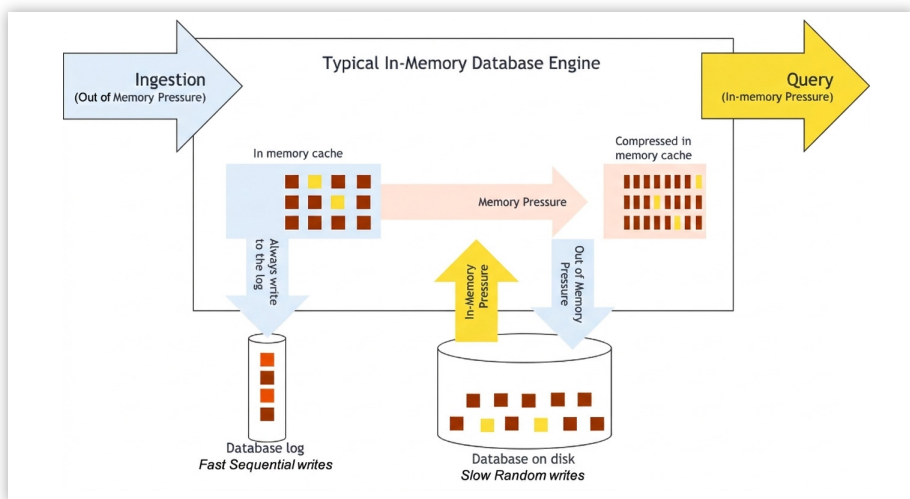 Typical In-Memory Database Engine
Ingestion
(Out of Memory Pressure)
Query
(In-memory Pressure)
In memory cache
Compressed in
memory cache
Memory Pressure
Always write
to the log
In-Memory
Pressure
Out of Memory
Pressure
Database log
Fast Sequential writes
Database on disk
Slow Random writes